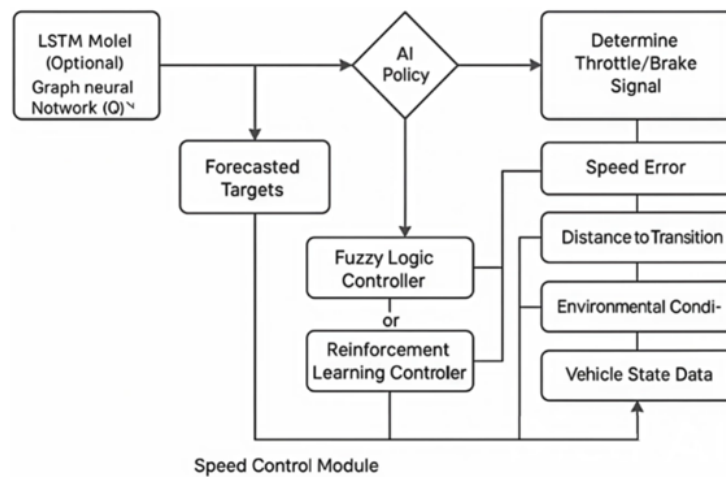 LSTM Molel
(Optional)
Graph neural
Notwork (Q)
AI
Policy
Determine
Throttle/Brake
Signal
Forecasted
Targets
Speed Error
Distance to Transition
Fuzzy Logic
Controller
or
Environmental Condi-
Reinforcement
Learning Controler
Vehicle State Data
Speed Control Module